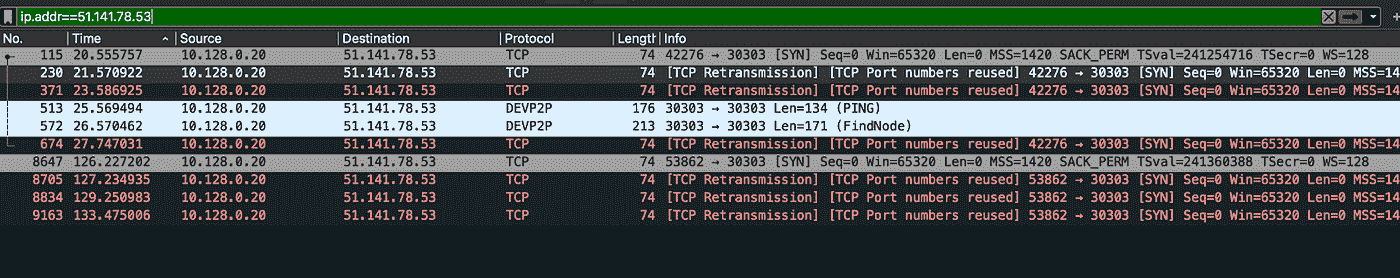 ip.addr==51.141.78.53
No. Time Source Destination Protocol Length Info
115 20.555757 10.128.0.20 51.141.78.53 TCP 74 42276 → 30303 [SYN] Seq=0 Win=65320 Len=0 MSS=1420 SACK_PERM TSval=241254716 TSecr=0 WS=128
230 21.570922 10.128.0.20 51.141.78.53 TCP 74 [TCP Retransmission] [TCP Port numbers reused] 42276 → 30303 [SYN] Seq=0 Win=65320 Len=0 MSS=14
371 23.586925 10.128.0.20 51.141.78.53 TCP 74 [TCP Retransmission] [TCP Port numbers reused] 42276 → 30303 [SYN] Seq=0 Win=65320 Len=0 MSS=14
513 25.569494 10.128.0.20 51.141.78.53 DEVP2P 176 30303 → 30303 Len=134 (PING)
572 26.570462 10.128.0.20 51.141.78.53 DEVP2P 213 30303 → 30303 Len=171 (FindNode)
674 27.747031 10.128.0.20 51.141.78.53 TCP 74 [TCP Retransmission] [TCP Port numbers reused] 42276 → 30303 [SYN] Seq=0 Win=65320 Len=0 MSS=14
8647 126.227202 10.128.0.20 51.141.78.53 TCP 74 53862 → 30303 [SYN] Seq=0 Win=65320 Len=0 MSS=1420 SACK_PERM TSval=241360388 TSecr=0 WS=128
8705 127.234935 10.128.0.20 51.141.78.53 TCP 74 [TCP Retransmission] [TCP Port numbers reused] 53862 → 30303 [SYN] Seq=0 Win=65320 Len=0 MSS=14
8834 129.250983 10.128.0.20 51.141.78.53 TCP 74 [TCP Retransmission] [TCP Port numbers reused] 53862 → 30303 [SYN] Seq=0 Win=65320 Len=0 MSS=14
9163 133.475006 10.128.0.20 51.141.78.53 TCP 74 [TCP Retransmission] [TCP Port numbers reused] 53862 → 30303 [SYN] Seq=0 Win=65320 Len=0 MSS=14